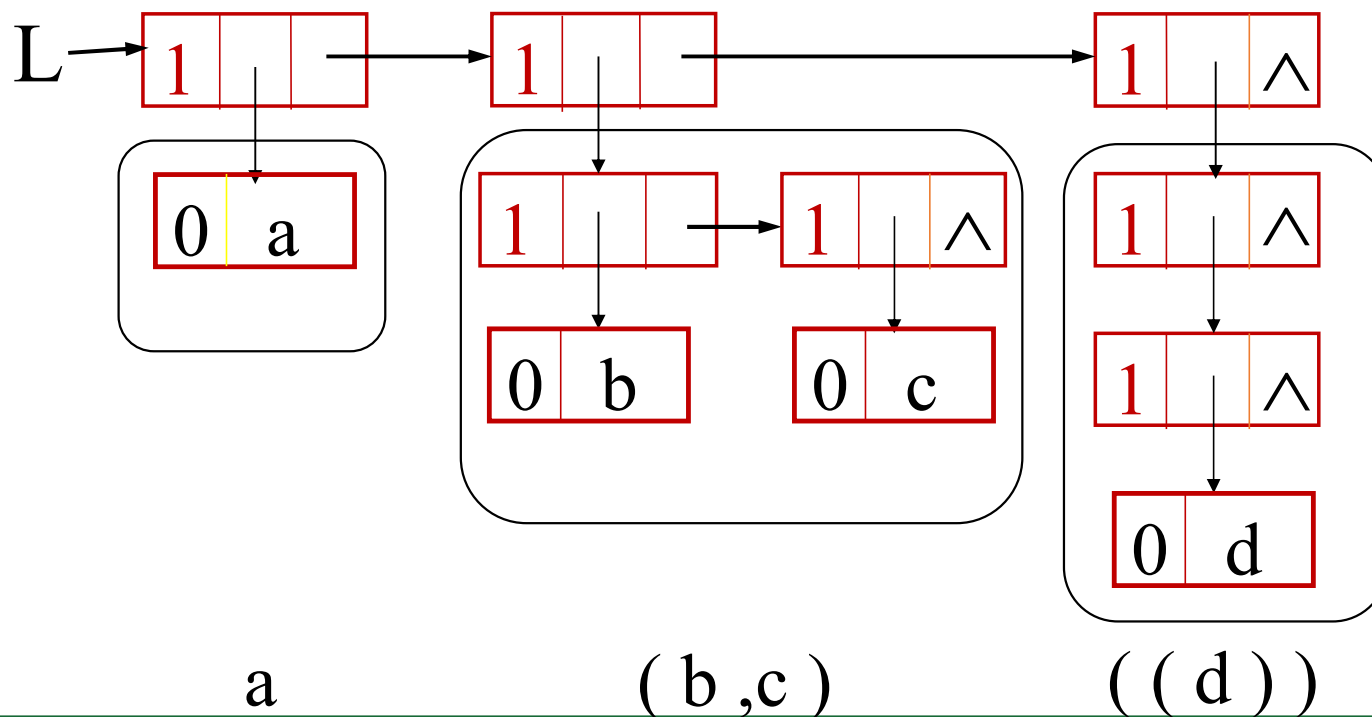 L 1 1 1 ∧
0 a 1 1 ∧ 1 ∧
0 b 0 c 1 ∧
0 d
a ( b ,c ) ( ( d ) )